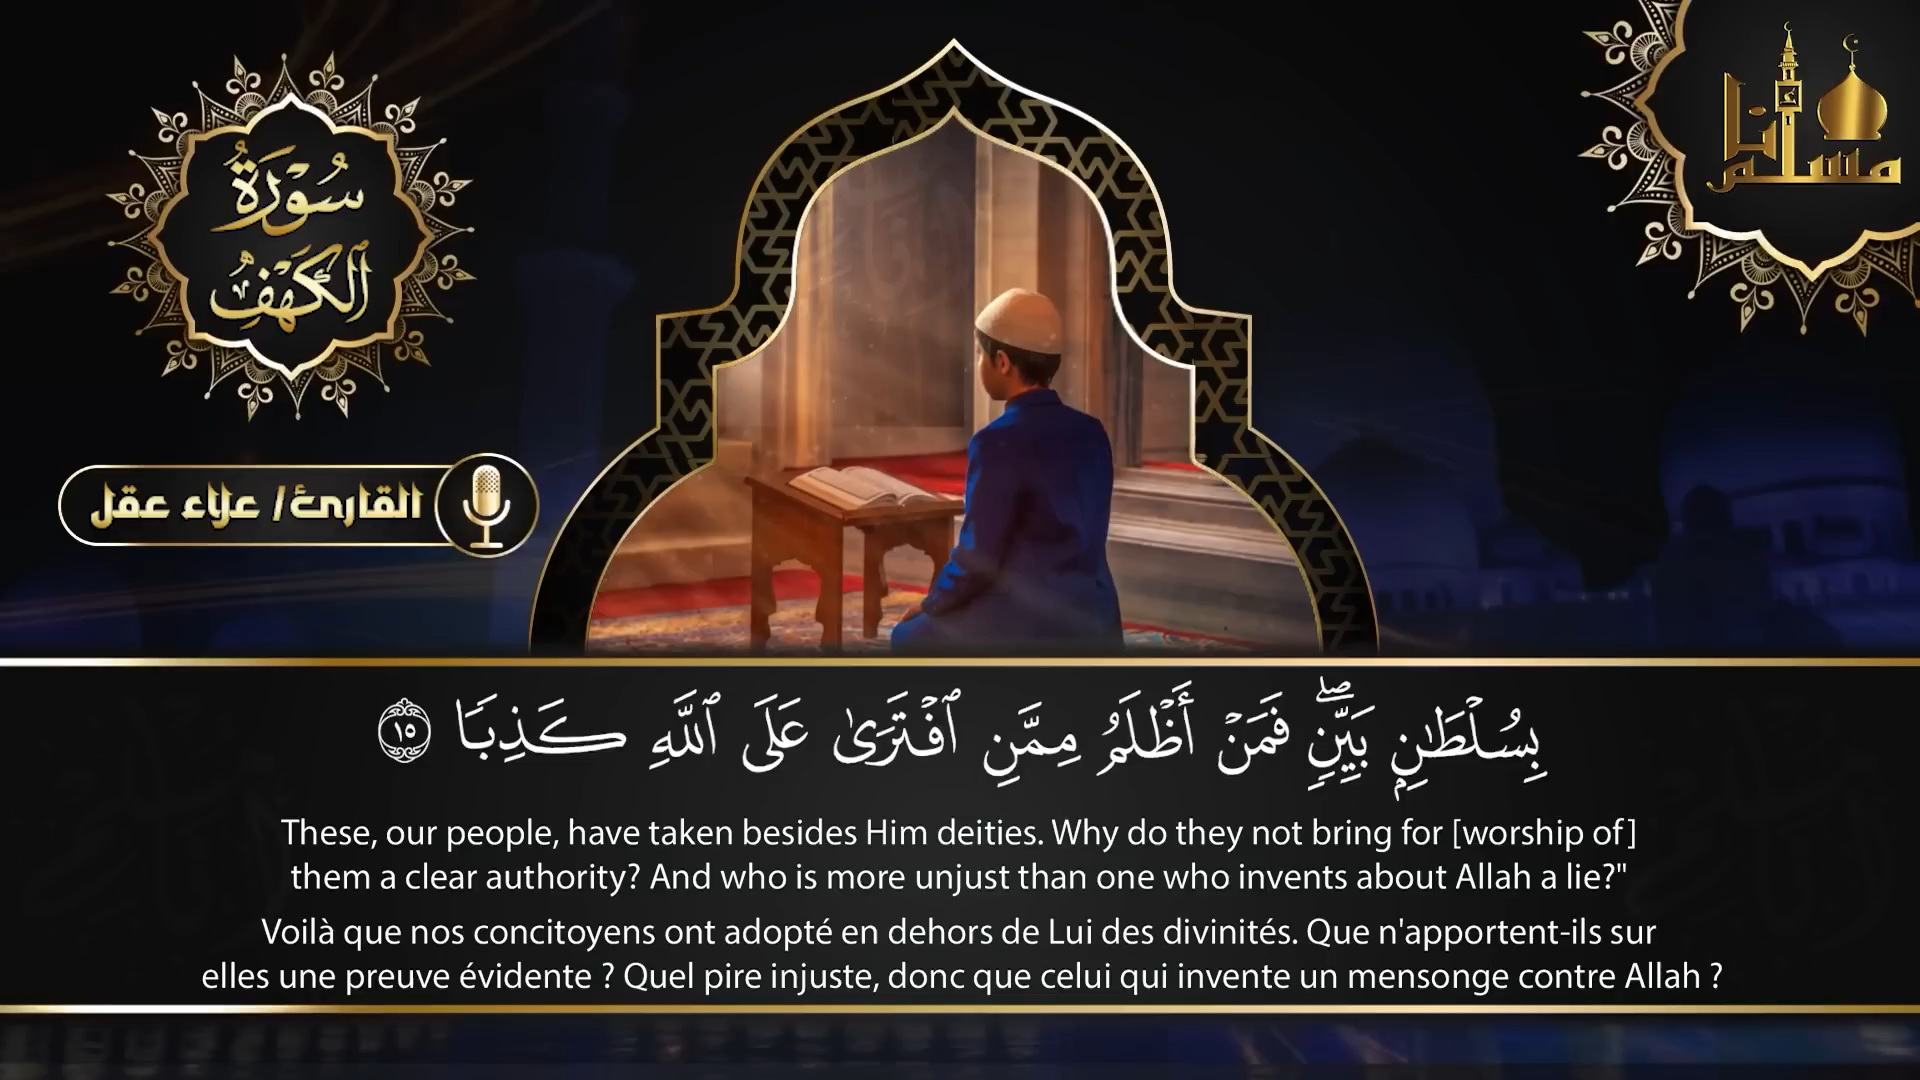 سُورَةُ
الكَهْفِ
أنا
مسلم
القارئ/ علاء عقل
بِسُلْطَٰنٍۭ بَيِّنٍۖ فَمَنْ أَظْلَمُ مِمَّنِ ٱفْتَرَىٰ عَلَى ٱللَّهِ كَذِبًا ١٥
These, our people, have taken besides Him deities. Why do they not bring for [worship of]
them a clear authority? And who is more unjust than one who invents about Allah a lie?"
Voilà que nos concitoyens ont adopté en dehors de Lui des divinités. Que n'apportent-ils sur
elles une preuve évidente ? Quel pire injuste, donc que celui qui invente un mensonge contre Allah ?